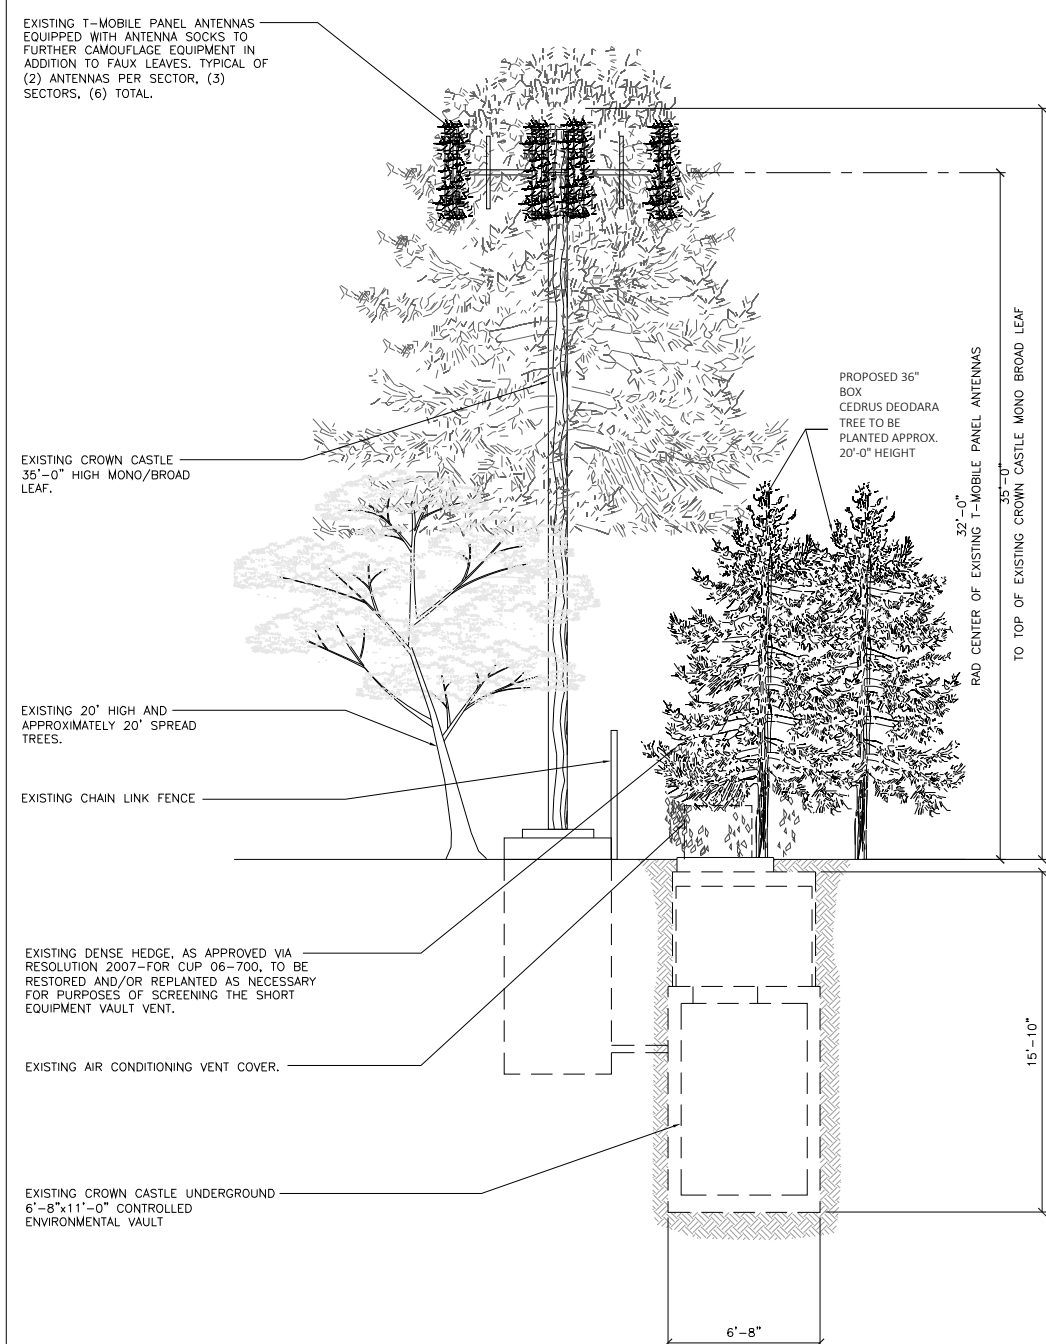 EXISTING T-MOBILE PANEL ANTENNAS
EQUIPPED WITH ANTENNA SOCKS TO
FURTHER CAMOUFLAGE EQUIPMENT IN
ADDITION TO FAUX LEAVES. TYPICAL OF
(2) ANTENNAS PER SECTOR, (3)
SECTORS, (6) TOTAL.
PROPOSED 36"
BOX
CEDRUS DEODARA
TREE TO BE
PLANTED APPROX.
20'-0" HEIGHT
32'-0"
RAD CENTER OF EXISTING T-MOBILE PANEL ANTENNAS
35'-0"
TO TOP OF EXISTING CROWN CASTLE MONO BROAD LEAF
EXISTING CROWN CASTLE
35'-0" HIGH MONO/BROAD
LEAF.
EXISTING 20' HIGH AND
APPROXIMATELY 20' SPREAD
TREES.
EXISTING CHAIN LINK FENCE
EXISTING DENSE HEDGE, AS APPROVED VIA
RESOLUTION 2007-FOR CUP 06-700, TO BE
RESTORED AND/OR REPLANTED AS NECESSARY
FOR PURPOSES OF SCREENING THE SHORT
EQUIPMENT VAULT VENT.
EXISTING AIR CONDITIONING VENT COVER.
15'-10"
EXISTING CROWN CASTLE UNDERGROUND
6'-8"x11'-0" CONTROLLED
ENVIRONMENTAL VAULT
6'-8"